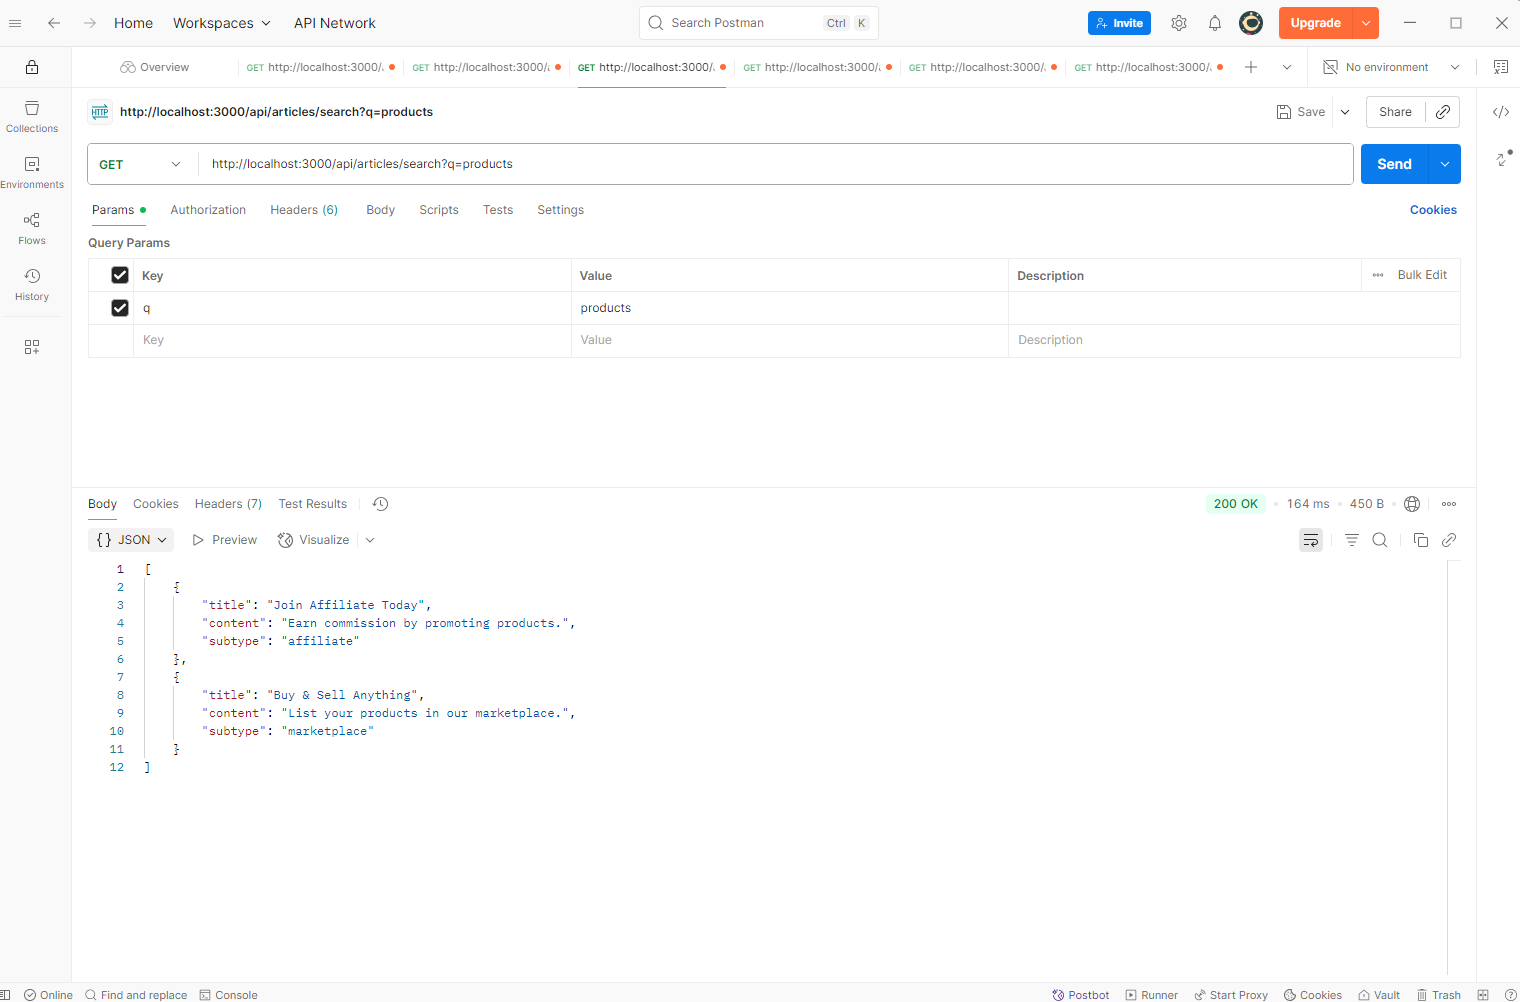 Home Workspaces API Network Search Postman Ctrl K Invite Upgrade
Overview GET http://localhost:3000/ GET http://localhost:3000/ GET http://localhost:3000/ GET http://localhost:3000/ GET http://localhost:3000/ GET http://localhost:3000/ No environment
HTTP http://localhost:3000/api/articles/search?q=products Save Share
Collections
Environments
Flows
History
GET http://localhost:3000/api/articles/search?q=products Send
Params Authorization Headers (6) Body Scripts Tests Settings Cookies
Query Params
Key Value Description Bulk Edit
q products
Key Value Description
Body Cookies Headers (7) Test Results 200 OK 164 ms 450 B
{} JSON Preview Visualize
1 [
2 {
3 "title": "Join Affiliate Today",
4 "content": "Earn commission by promoting products.",
5 "subtype": "affiliate"
6 },
7 {
8 "title": "Buy & Sell Anything",
9 "content": "List your products in our marketplace.",
10 "subtype": "marketplace"
11 }
12 ]
Online Find and replace Console Postbot Runner Start Proxy Cookies Vault Trash